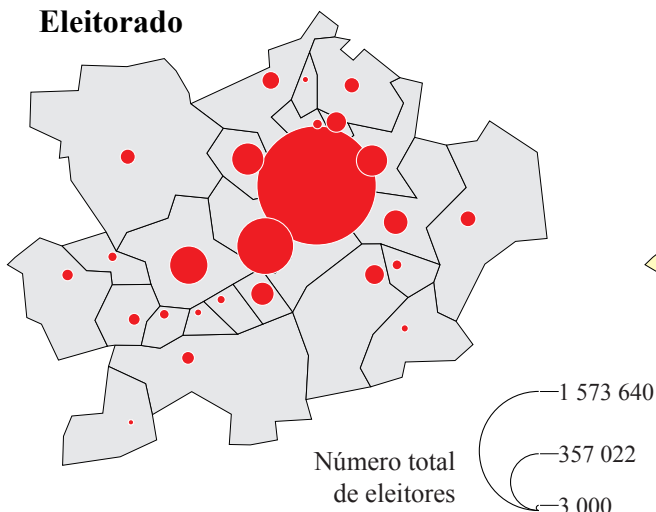 Eleitorado
1 573 640
357 022
Número total
de eleitores
3 000